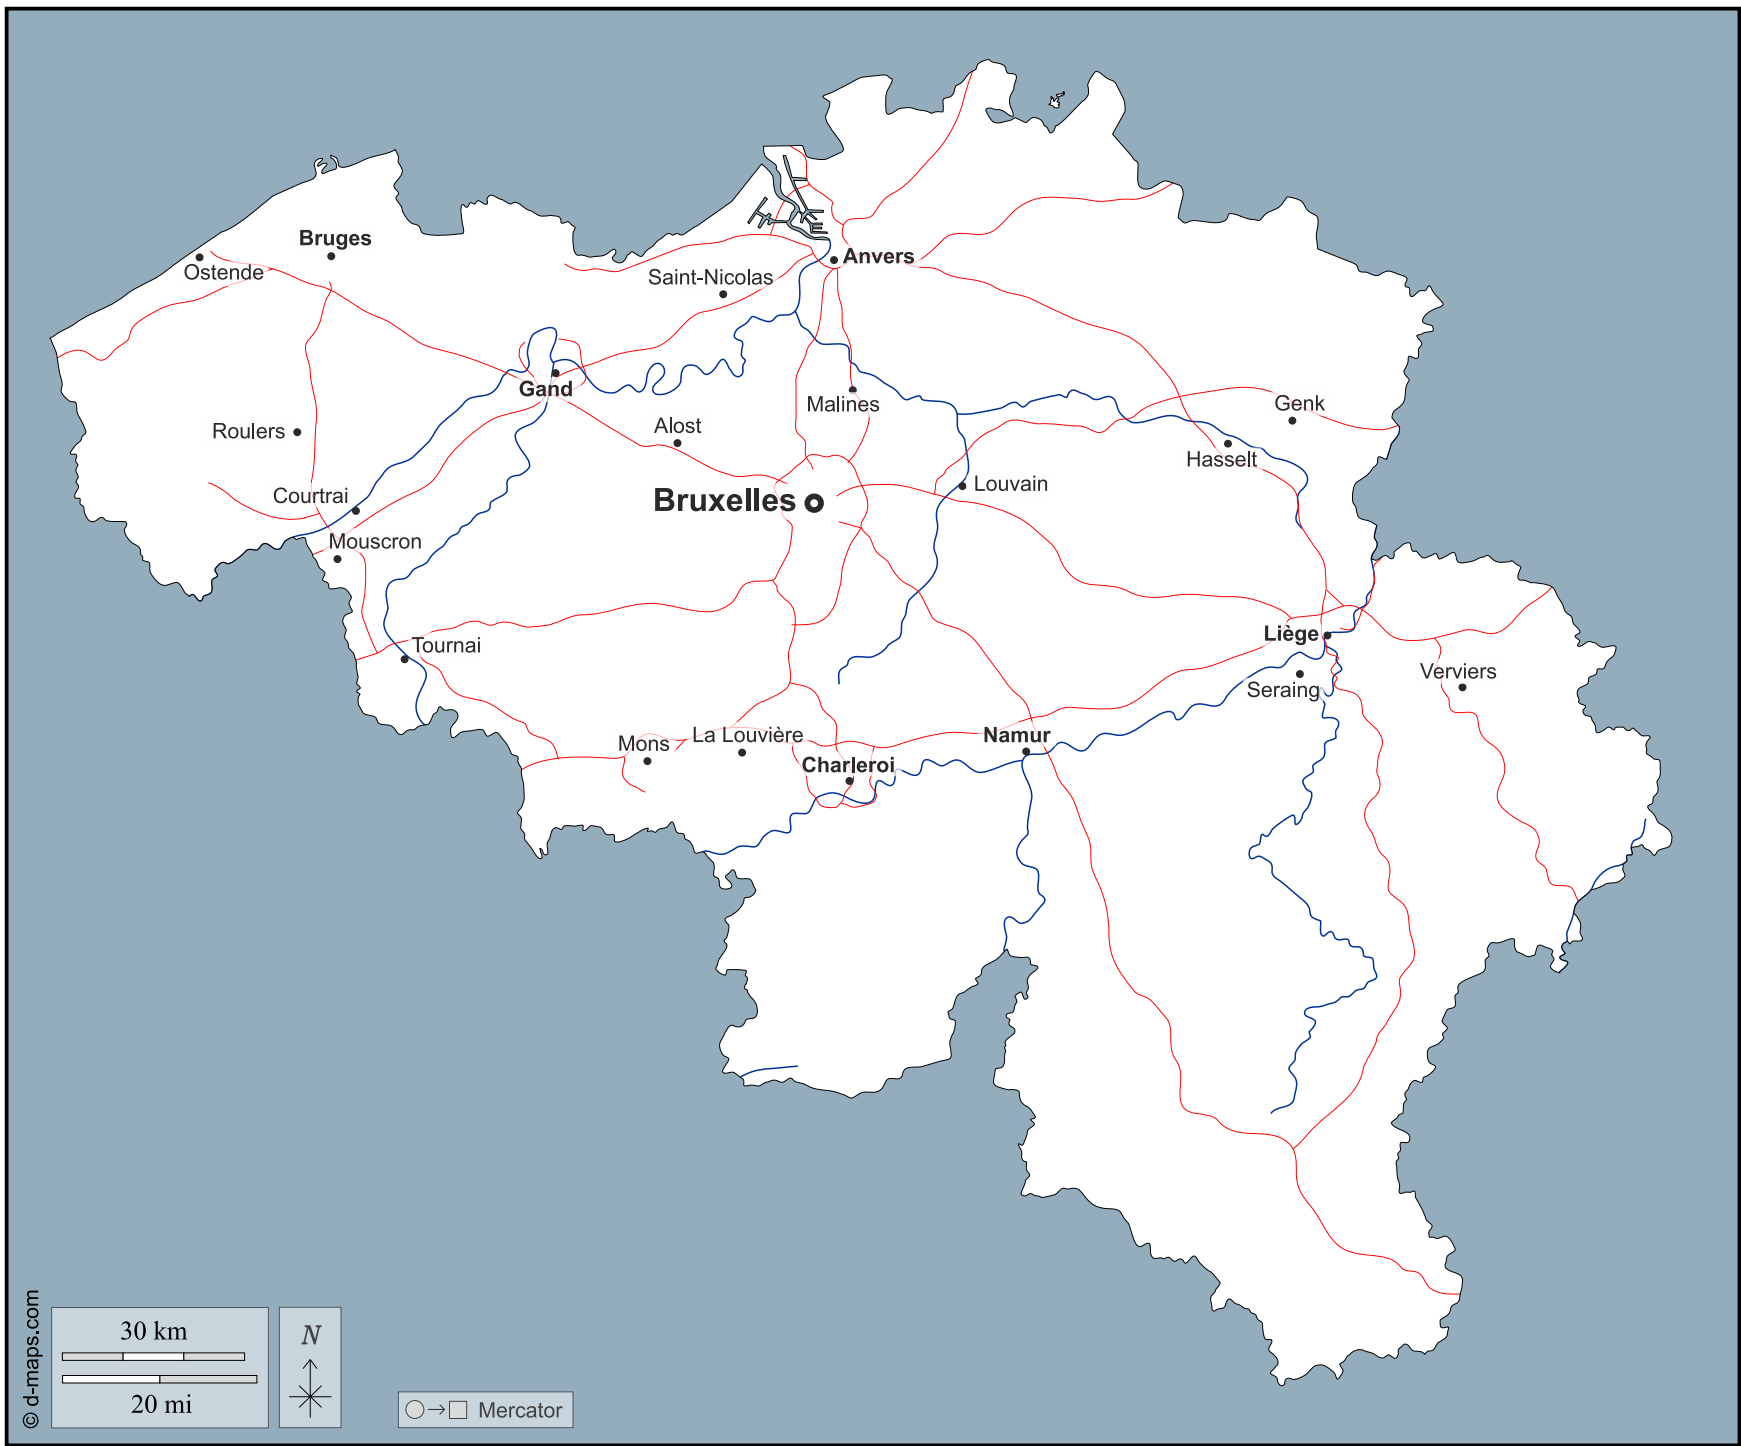 Bruges
Ostende
Anvers
Saint-Nicolas
Gand
Malines
Genk
Roulers
Alost
Hasselt
Courtrai
Bruxelles
Louvain
Mouscron
Tournai
Liège
Verviers
Seraing
Mons
La Louvière
Namur
Charleroi
© d-maps.com
30 km
20 mi
N
Mercator